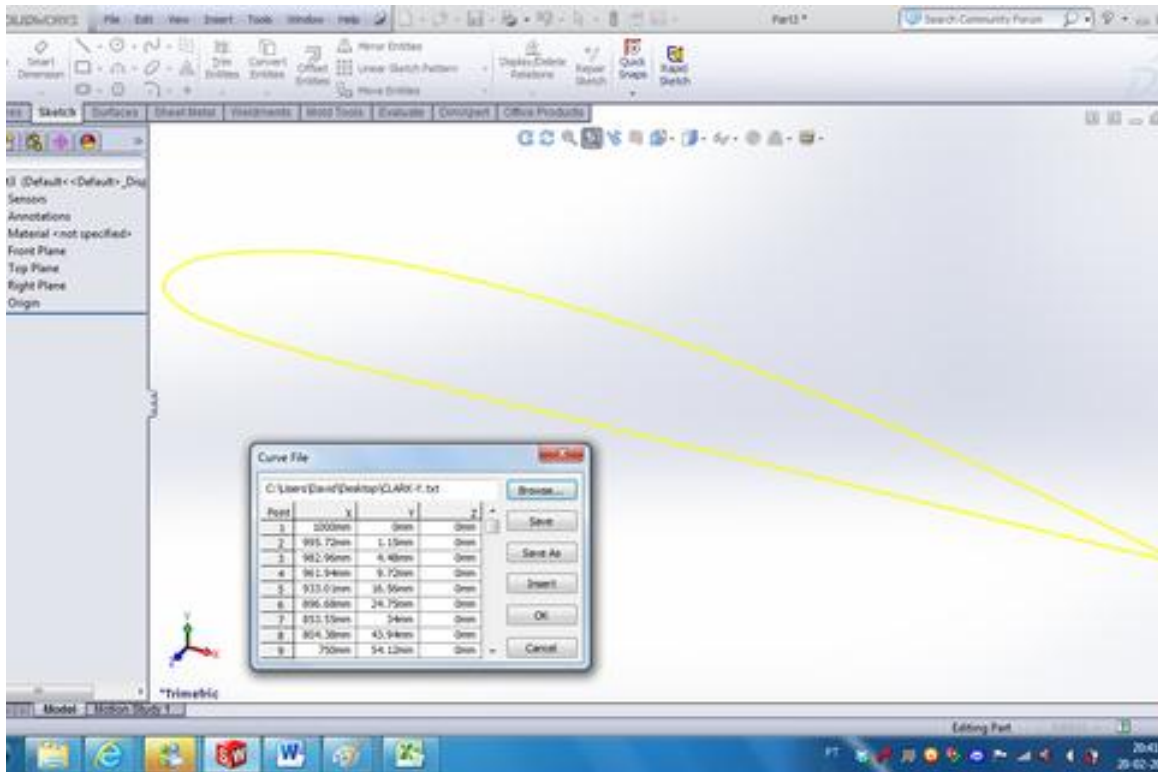 SOLIDWORKS File Edit View Insert Tools Window Help
Part3 *
Search Community Forum
Smart Dimension
Trim Entities
Convert Entities
Offset Entities
Mirror Entities
Linear Sketch Pattern
Move Entities
Display/Delete Relations
Repair Sketch
Quick Snaps
Rapid Sketch
Sketch Surfaces Sheet Metal Weldments Mold Tools Evaluate DimXpert Office Products
(Default<<Default>_Disp
Sensors
Annotations
Material <not specified>
Front Plane
Top Plane
Right Plane
Origin
Curve File
C:\Users\David\Desktop\CLARK-Y.txt
Browse...
Point X Y Z
1 1000mm 0mm 0mm
2 995.72mm 1.15mm 0mm
3 982.96mm 4.48mm 0mm
4 961.94mm 9.72mm 0mm
5 933.01mm 16.56mm 0mm
6 896.68mm 24.75mm 0mm
7 853.55mm 34mm 0mm
8 804.38mm 43.94mm 0mm
9 750mm 54.12mm 0mm
Save
Save As
Insert
OK
Cancel
Y
X
Z
*Trimetric
Model Motion Study 1
Editing Part
PT
20:41